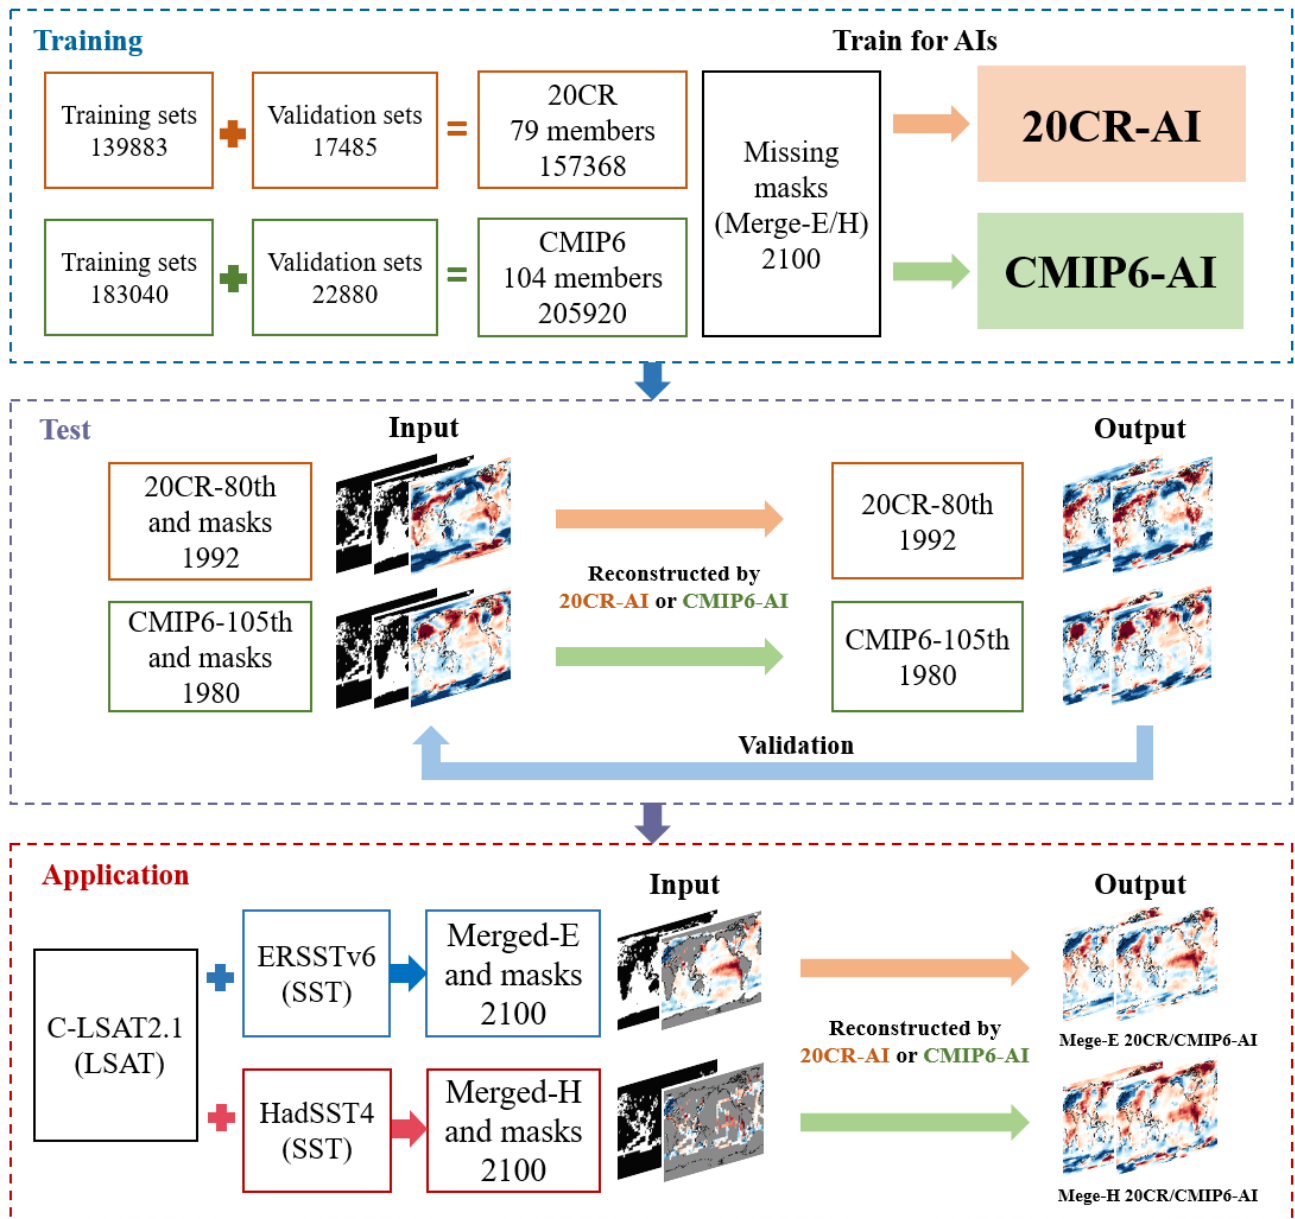 Training
Train for AIs
Training sets
139883
Validation sets
17485
=
20CR
79 members
157368
Training sets
183040
Validation sets
22880
=
CMIP6
104 members
205920
Missing
masks
(Merge-E/H)
2100
20CR-AI
CMIP6-AI
Test
Input
Output
20CR-80th
and masks
1992
CMIP6-105th
and masks
1980
Reconstructed by
20CR-AI or CMIP6-AI
20CR-80th
1992
CMIP6-105th
1980
Validation
Application
Input
Output
C-LSAT2.1
(LSAT)
ERSSTv6
(SST)
Merged-E
and masks
2100
HadSST4
(SST)
Merged-H
and masks
2100
Reconstructed by
20CR-AI or CMIP6-AI
Mege-E 20CR/CMIP6-AI
Mege-H 20CR/CMIP6-AI